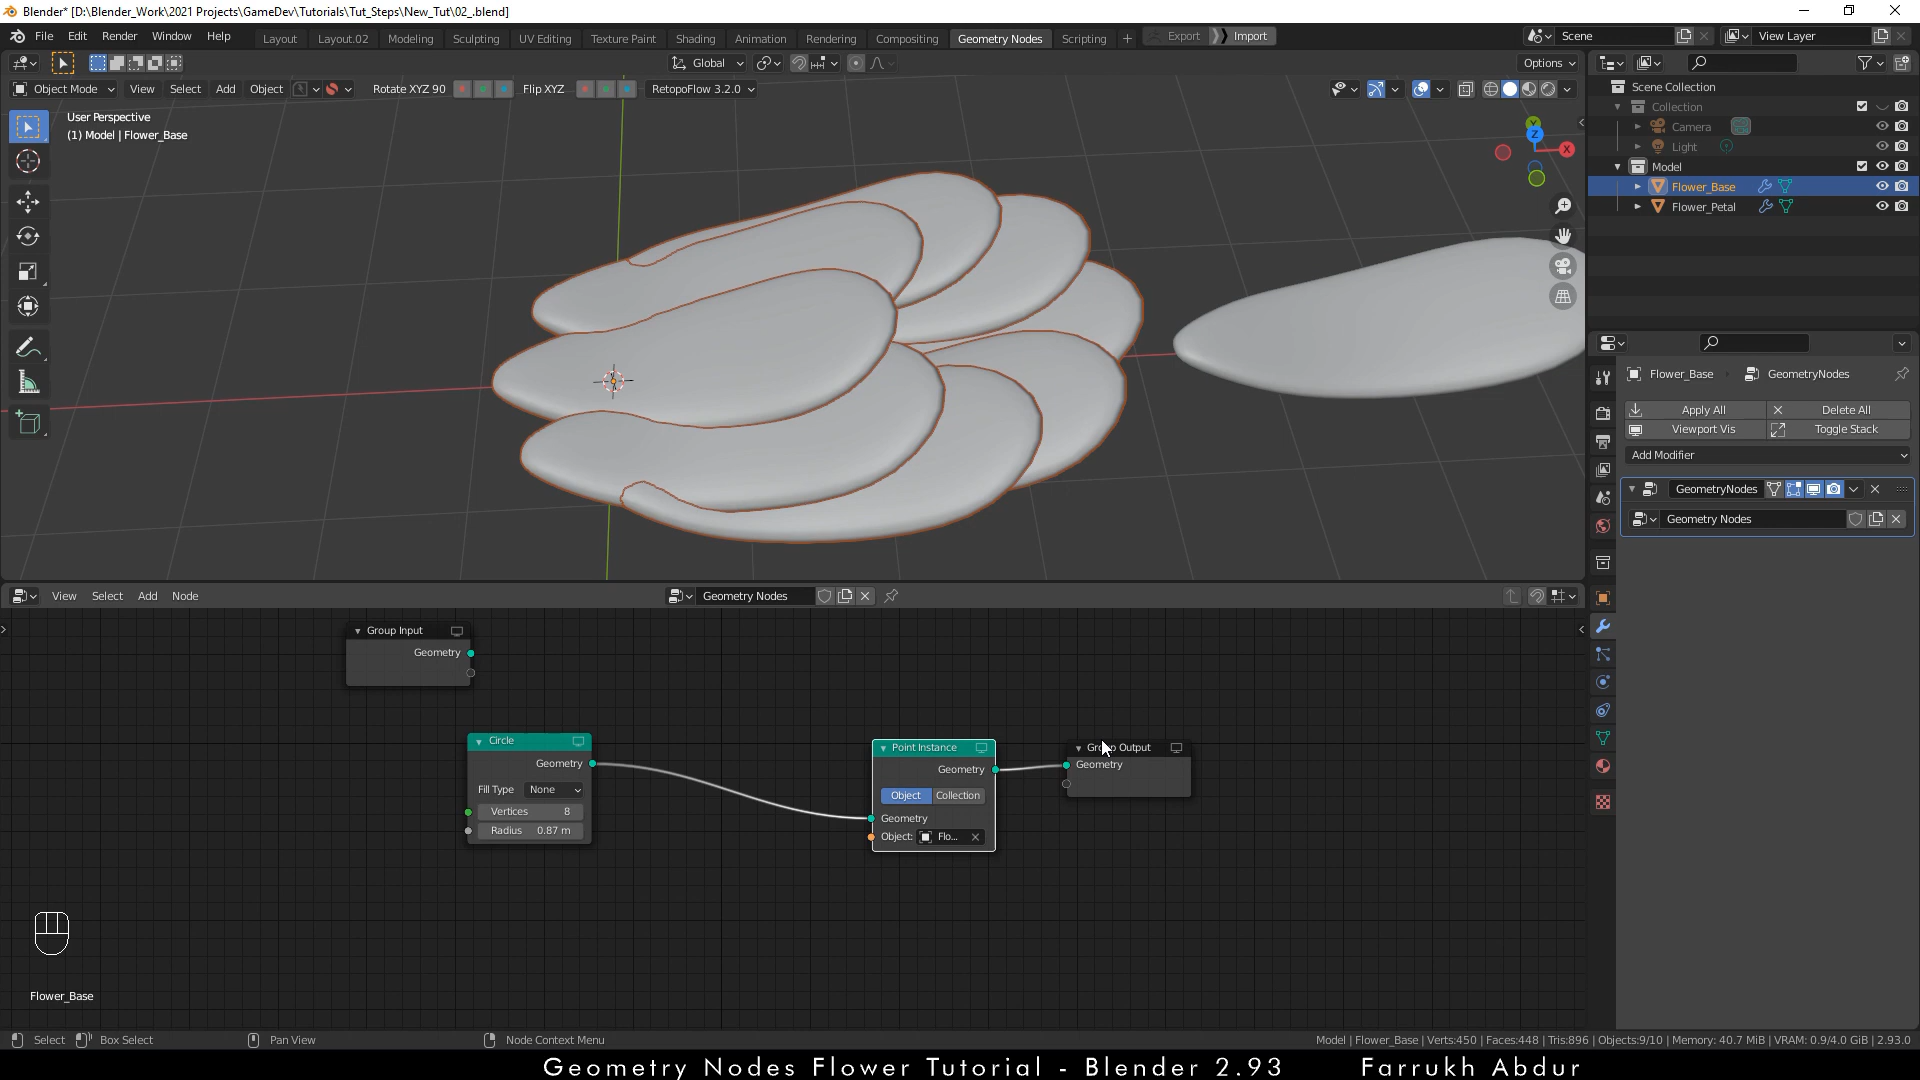 Blender* [D:\Blender_Work\2021 Projects\GameDev\Tutorials\Tut_Steps\New_Tut\02_.blend]
File Edit Render Window Help Layout Layout.02 Modeling Sculpting UV Editing Texture Paint Shading Animation Rendering Compositing Geometry Nodes Scripting + Export Import Scene View Layer
Global Options
Object Mode View Select Add Object Rotate XYZ 90 Flip XYZ RetopoFlow 3.2.0
User Perspective
(1) Model | Flower_Base
Y
Z
X
Scene Collection
Collection
Camera
Light
Model
Flower_Base
Flower_Petal
Flower_Base GeometryNodes
Apply All Delete All
Viewport Vis Toggle Stack
Add Modifier
GeometryNodes
Geometry Nodes
View Select Add Node Geometry Nodes
Group Input
Geometry
Circle
Geometry
Fill Type None
Vertices 8
Radius 0.87 m
Point Instance
Geometry
Object Collection
Geometry
Object: Flo...
Output
Geometry
Flower_Base
Select Box Select Pan View Node Context Menu Model | Flower_Base | Verts:450 | Faces:448 | Tris:896 | Objects:9/10 | Memory: 40.7 MiB | VRAM: 0.9/4.0 GiB | 2.93.0
Geometry Nodes Flower Tutorial - Blender 2.93 Farrukh Abdur